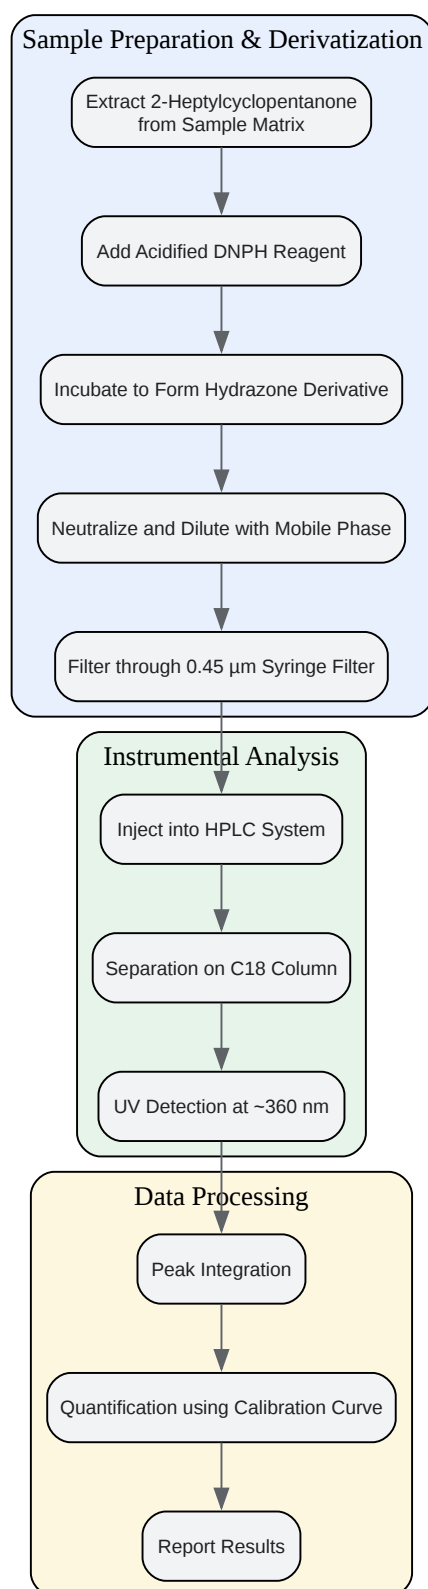 Sample Preparation & Derivatization
Extract 2-Heptylcyclopentanone
from Sample Matrix
Add Acidified DNPH Reagent
Incubate to Form Hydrazone Derivative
Neutralize and Dilute with Mobile Phase
Filter through 0.45 µm Syringe Filter
Instrumental Analysis
Inject into HPLC System
Separation on C18 Column
UV Detection at ~360 nm
Data Processing
Peak Integration
Quantification using Calibration Curve
Report Results